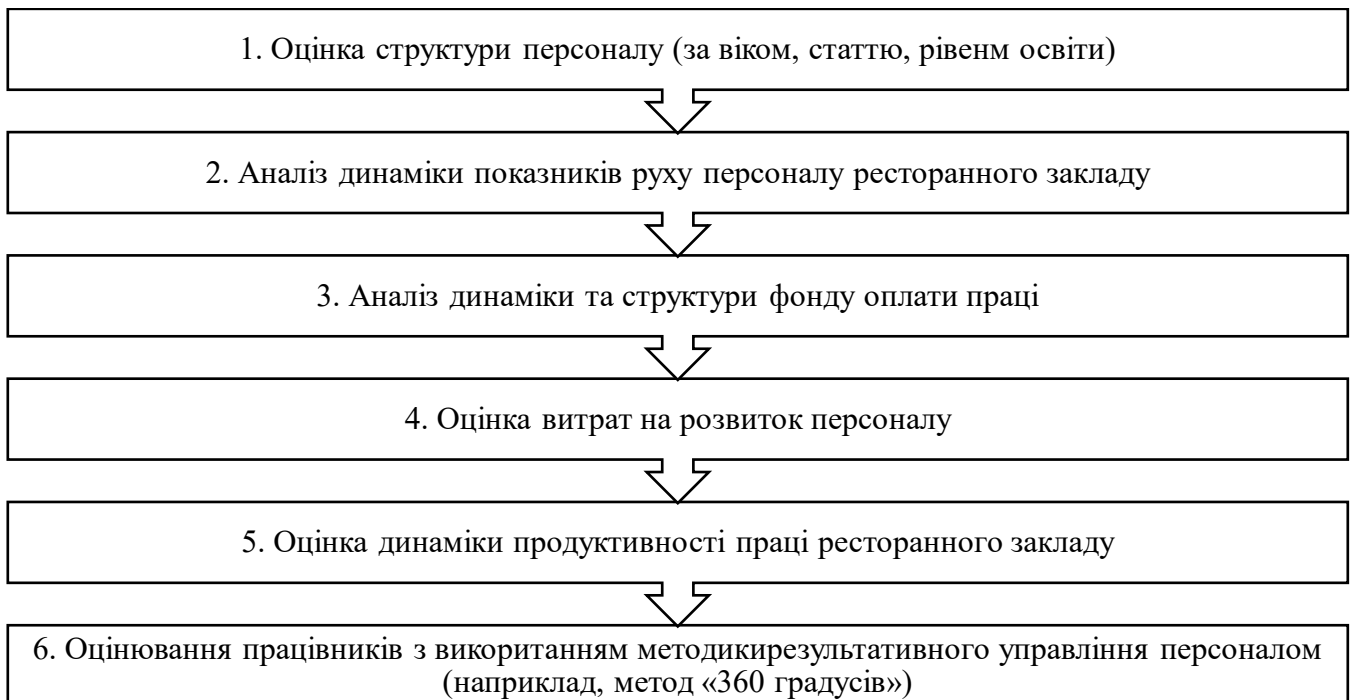 1. Оцінка структури персоналу (за віком, статтю, рівенм освіти)
2. Аналіз динаміки показників руху персоналу ресторанного закладу
3. Аналіз динаміки та структури фонду оплати праці
4. Оцінка витрат на розвиток персоналу
5. Оцінка динаміки продуктивності праці ресторанного закладу
6. Оцінювання працівників з викоританням методикирезультативного управління персоналом
(наприклад, метод «360 градусів»)